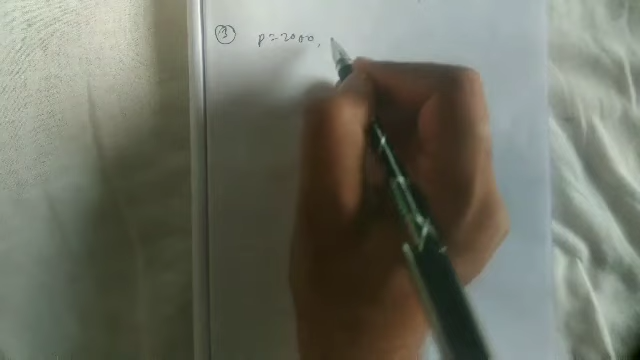 ③ P = 2000,